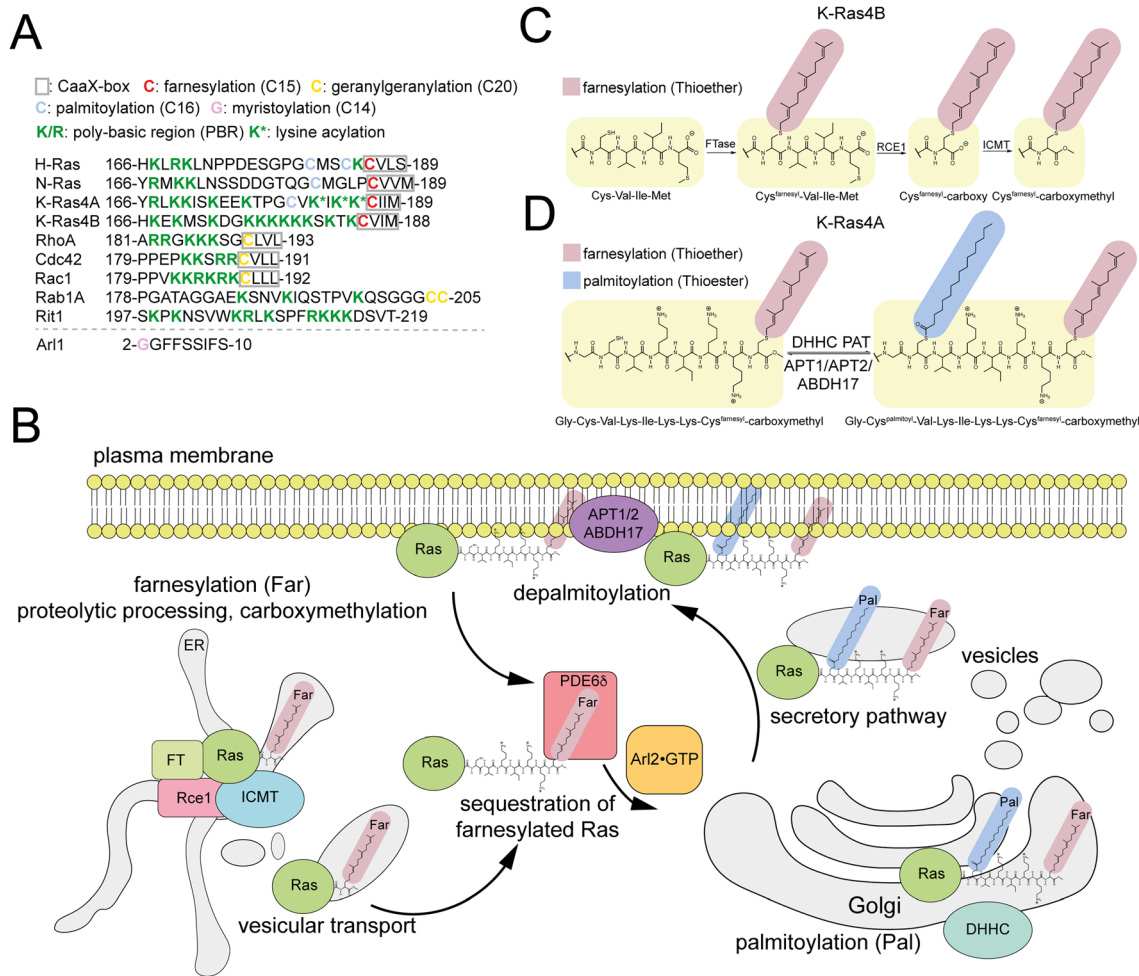 A
□: CaaX-box C: farnesylation (C15) C: geranylgeranylation (C20)
C: palmitoylation (C16) G: myristoylation (C14)
K/R: poly-basic region (PBR) K*: lysine acylation
H-Ras 166-HKLRKLNPPDESGPGCMSCKCVLS-189
N-Ras 166-YRMKKLNSSDDGTQGCMGLPCVVM-189
K-Ras4A 166-YRLKKISKEEKTPGCVK*IK*K*CIIM-189
K-Ras4B 166-HKEKMSKDGKKKKKKSKTKCVIM-188
RhoA 181-ARRGKKKSGCLVL-193
Cdc42 179-PPEPKKSRRCVLL-191
Rac1 179-PPVKKRKRKCLLL-192
Rab1A 178-PGATAGGAEKSNVKIQSTPVKQSGGGCC-205
Rit1 197-SKPKNSVWKRLKSPFRKKKDSVT-219
Arl1 2-GGFFSSIFS-10
C
K-Ras4B
farnesylation (Thioether)
FTase
RCE1
ICMT
Cys-Val-Ile-Met
Cysfarnesyl-Val-Ile-Met
Cysfarnesyl-carboxy
Cysfarnesyl-carboxymethyl
D
K-Ras4A
farnesylation (Thioether)
palmitoylation (Thioester)
DHHC PAT
APT1/APT2/
ABDH17
Gly-Cys-Val-Lys-Ile-Lys-Lys-Cysfarnesyl-carboxymethyl
Gly-Cyspalmitoyl-Val-Lys-Ile-Lys-Lys-Cysfarnesyl-carboxymethyl
B
plasma membrane
Ras
APT1/2
ABDH17
Ras
depalmitoylation
farnesylation (Far)
proteolytic processing, carboxymethylation
ER
Far
FT
Ras
Rce1
ICMT
Far
Ras
vesicular transport
PDE6δ
Far
Ras
Arl2•GTP
sequestration of
farnesylated Ras
Pal
Far
Ras
vesicles
secretory pathway
Pal
Far
Ras
Golgi
DHHC
palmitoylation (Pal)